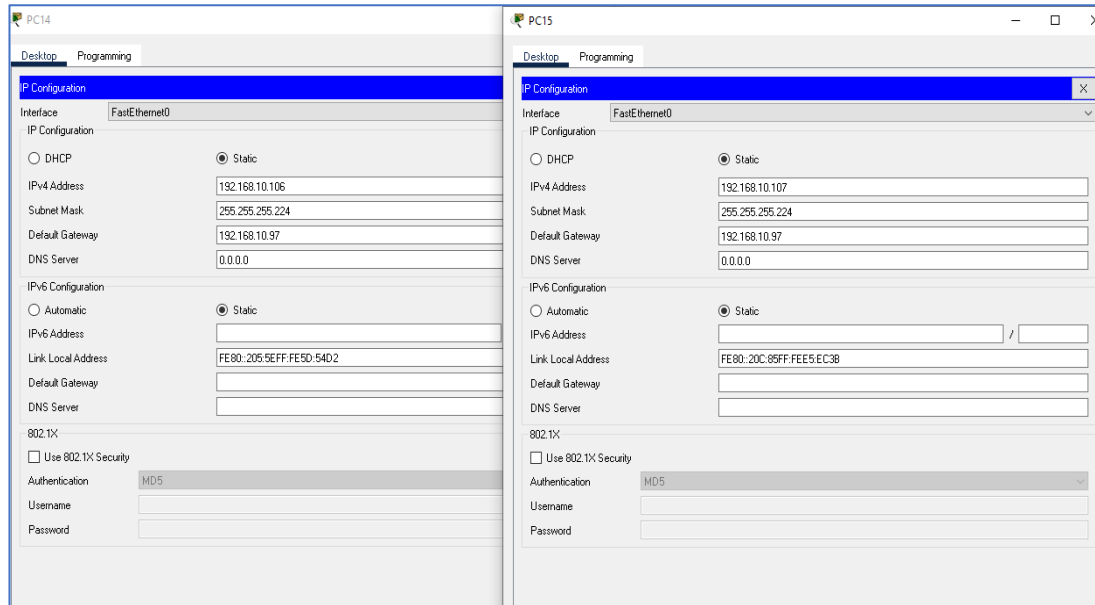 PC14
Desktop Programming
IP Configuration
Interface FastEthernet0
IP Configuration
DHCP Static
IPv4 Address 192.168.10.106
Subnet Mask 255.255.255.224
Default Gateway 192.168.10.97
DNS Server 0.0.0.0
IPv6 Configuration
Automatic Static
IPv6 Address
Link Local Address FE80::205:5EFF:FE5D:54D2
Default Gateway
DNS Server
802.1X
Use 802.1X Security
Authentication MD5
Username
Password
PC15
Desktop Programming
IP Configuration X
Interface FastEthernet0
IP Configuration
DHCP Static
IPv4 Address 192.168.10.107
Subnet Mask 255.255.255.224
Default Gateway 192.168.10.97
DNS Server 0.0.0.0
IPv6 Configuration
Automatic Static
IPv6 Address /
Link Local Address FE80::20C:85FF:FEE5:EC3B
Default Gateway
DNS Server
802.1X
Use 802.1X Security
Authentication MD5
Username
Password